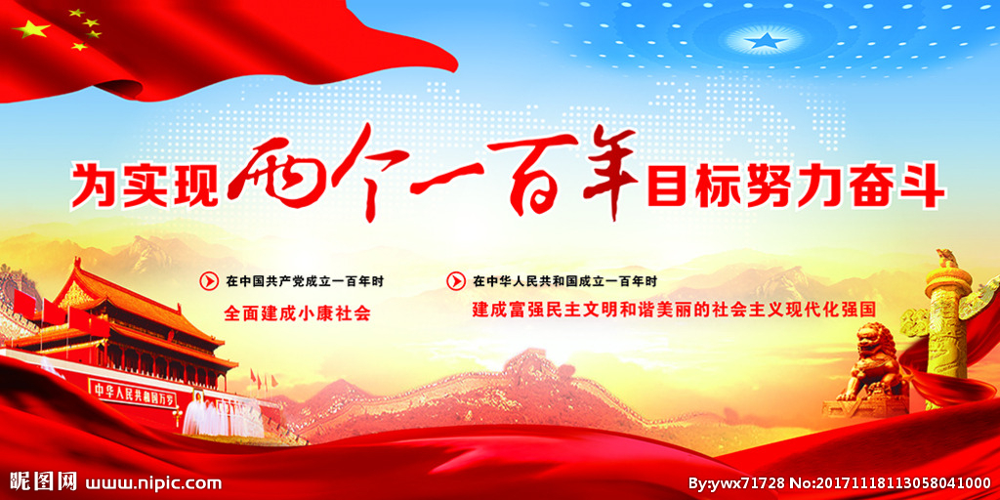 为实现两个一百年目标努力奋斗
在中国共产党成立一百年时
全面建成小康社会
在中华人民共和国成立一百年时
建成富强民主文明和谐美丽的社会主义现代化强国
中华人民共和国万岁
昵图网 www.nipic.com
By:ywx71728 No:20171118113058041000